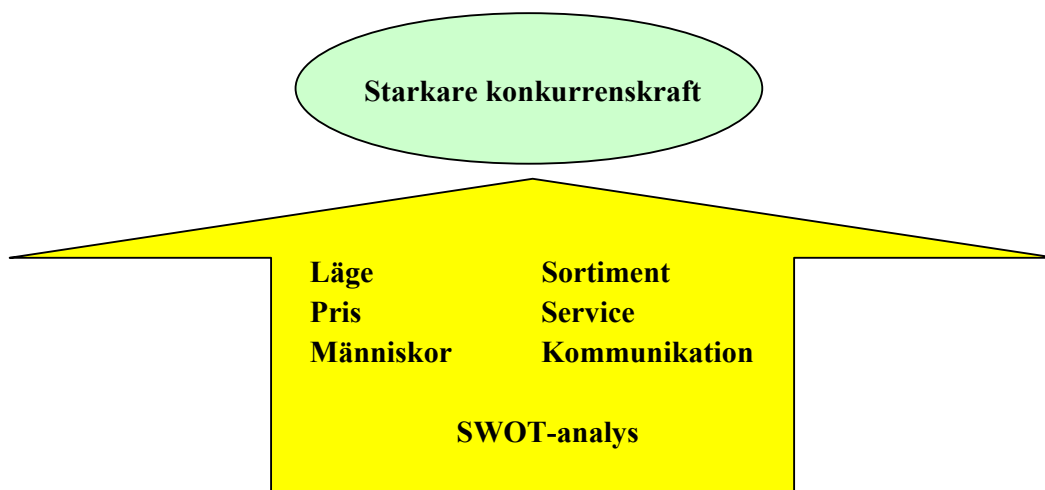 Starkare konkurrenskraft
Läge Sortiment
Pris Service
Människor Kommunikation
SWOT-analys